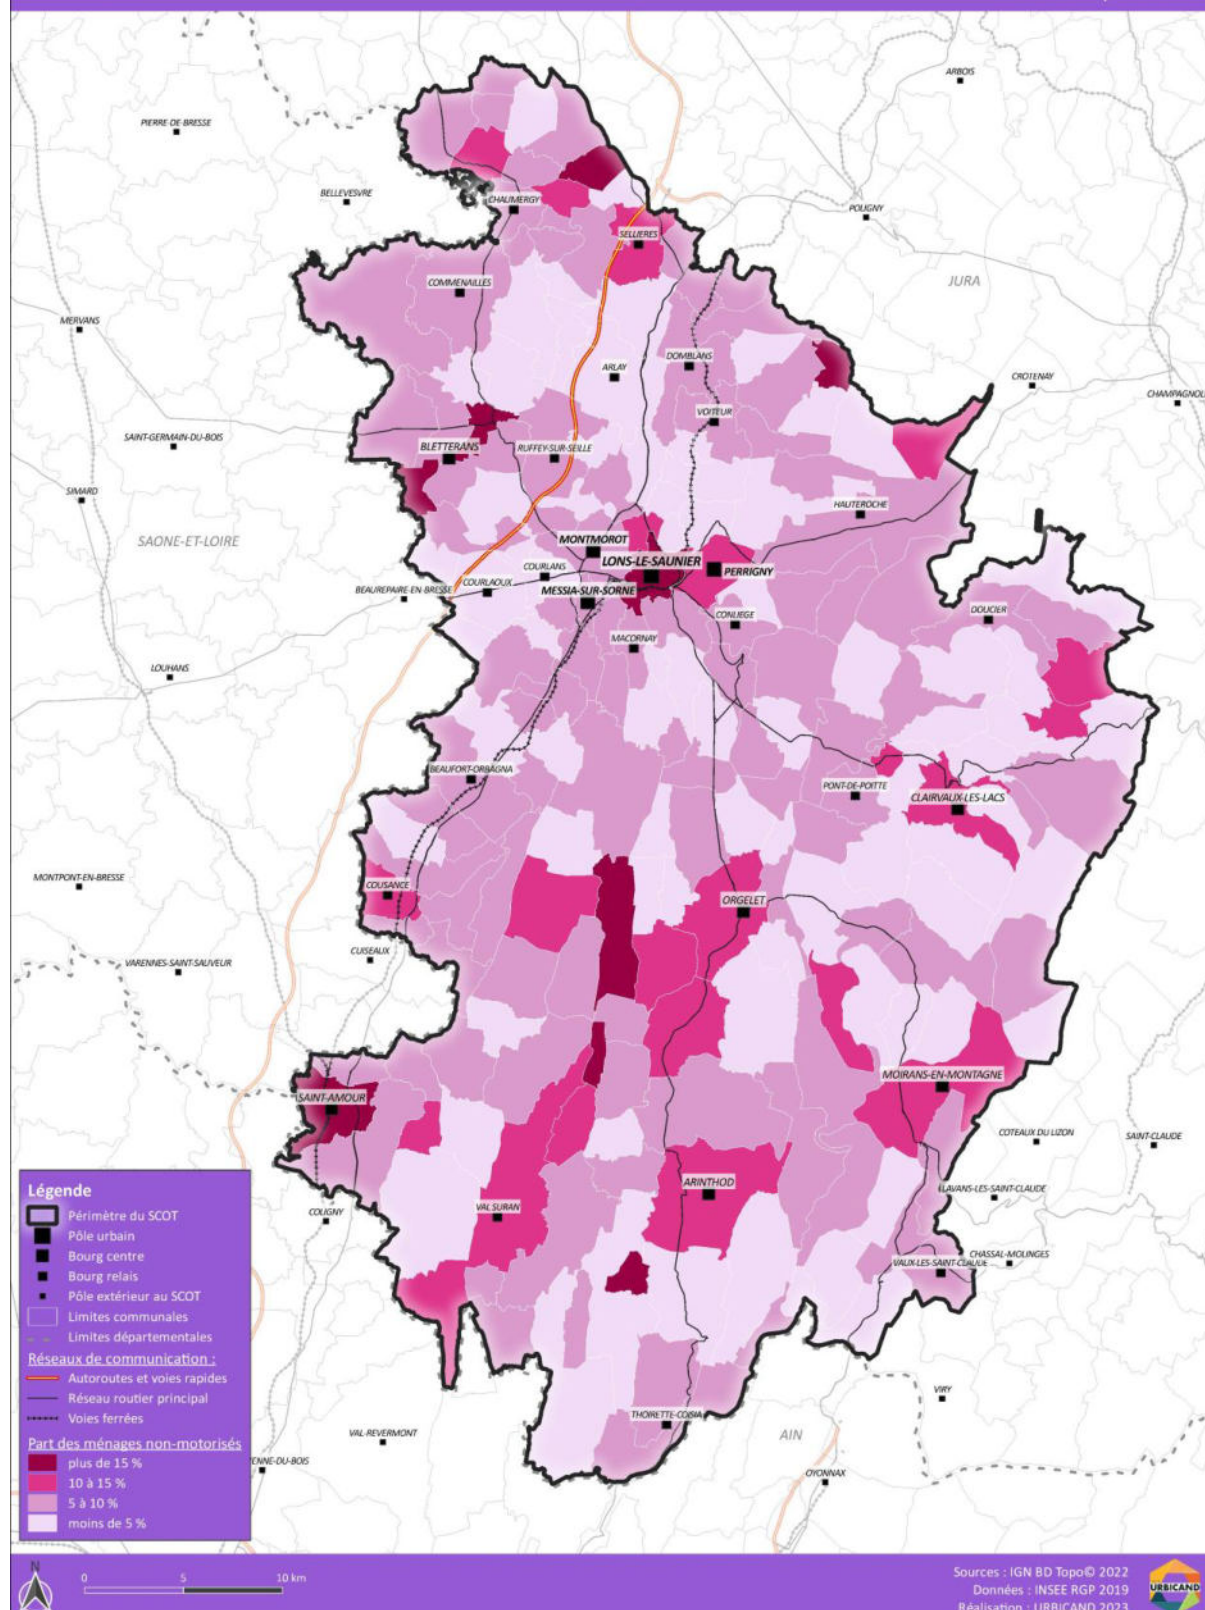 ARBOIS
PIERRE-DE-BRESSE
BELLEVESVRE
CHAUMERGY
POLIGNY
SELLIERES
JURA
COMMENAILLES
MERVANS
DOMBLANS
ARLAY
CROTENAY
CHAMPAGNOL
VOITEUR
SAINT-GERMAIN-DU-BOIS
BLETTERANS
RUFFEY-SUR-SEILLE
SIMARD
HAUTEROCHE
SAONE-ET-LOIRE
MONTMOROT
LONS-LE-SAUNIER
PERRIGNY
COURLANS
COURLAOUX
BEAUREPAIRE-EN-BRESSE
MESSIA-SUR-SORNE
DOUCIER
CONLIEGE
MACORNAY
LOUHANS
BEAUFORT-ORBAGNA
PONT-DE-POITTE
CLAIRVAUX-LES-LACS
MONTPONT-EN-BRESSE
COUSANCE
ORGELET
CUISEAUX
VARENNES-SAINT-SAUVEUR
MOIRANS-EN-MONTAGNE
SAINT-AMOUR
COTEAUX DU LIZON
SAINT-CLAUDE
ARINTHOD
LAVANS-LES-SAINT-CLAUDE
VAL SURAN
COLIGNY
CHASSAL-MOLINGES
VAUX-LES-SAINT-CLAUDE
VIRY
THOIRETTE-COISIA
VAL-REVERMONT
AIN
ENNE-DU-BOIS
OYONNAX
Légende
Périmètre du SCOT
Pôle urbain
Bourg centre
Bourg relais
Pôle extérieur au SCOT
Limites communales
Limites départementales
Réseaux de communication :
Autoroutes et voies rapides
Réseau routier principal
Voies ferrées
Part des ménages non-motorisés
plus de 15 %
10 à 15 %
5 à 10 %
moins de 5 %
N
0 5 10 km
Sources : IGN BD Topo© 2022
Données : INSEE RGP 2019
Réalisation : URBICAND 2023
URBICAND